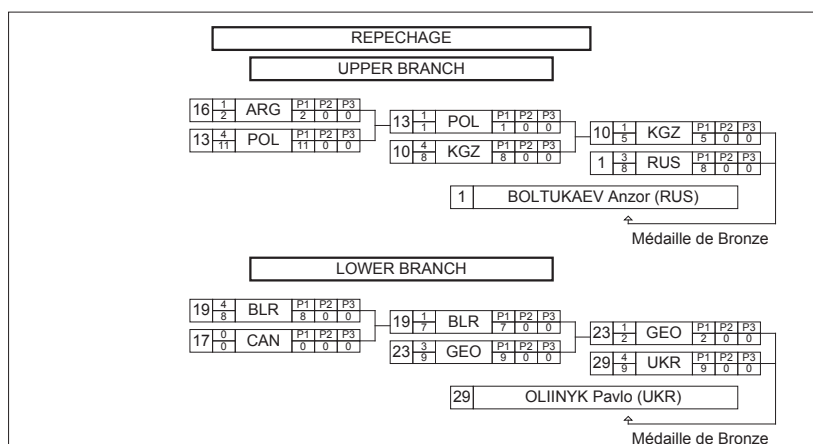 REPECHAGE
UPPER BRANCH
16 1 2 ARG P1 P2 P3 2 0 0
13 4 11 POL P1 P2 P3 11 0 0
13 1 1 POL P1 P2 P3 1 0 0
10 4 8 KGZ P1 P2 P3 8 0 0
10 1 5 KGZ P1 P2 P3 5 0 0
1 3 8 RUS P1 P2 P3 8 0 0
1 BOLTUKAEV Anzor (RUS)
Médaille de Bronze
LOWER BRANCH
19 4 8 BLR P1 P2 P3 8 0 0
17 0 0 CAN P1 P2 P3 0 0 0
19 1 7 BLR P1 P2 P3 7 0 0
23 3 9 GEO P1 P2 P3 9 0 0
23 1 2 GEO P1 P2 P3 2 0 0
29 4 9 UKR P1 P2 P3 9 0 0
29 OLIINYK Pavlo (UKR)
Médaille de Bronze